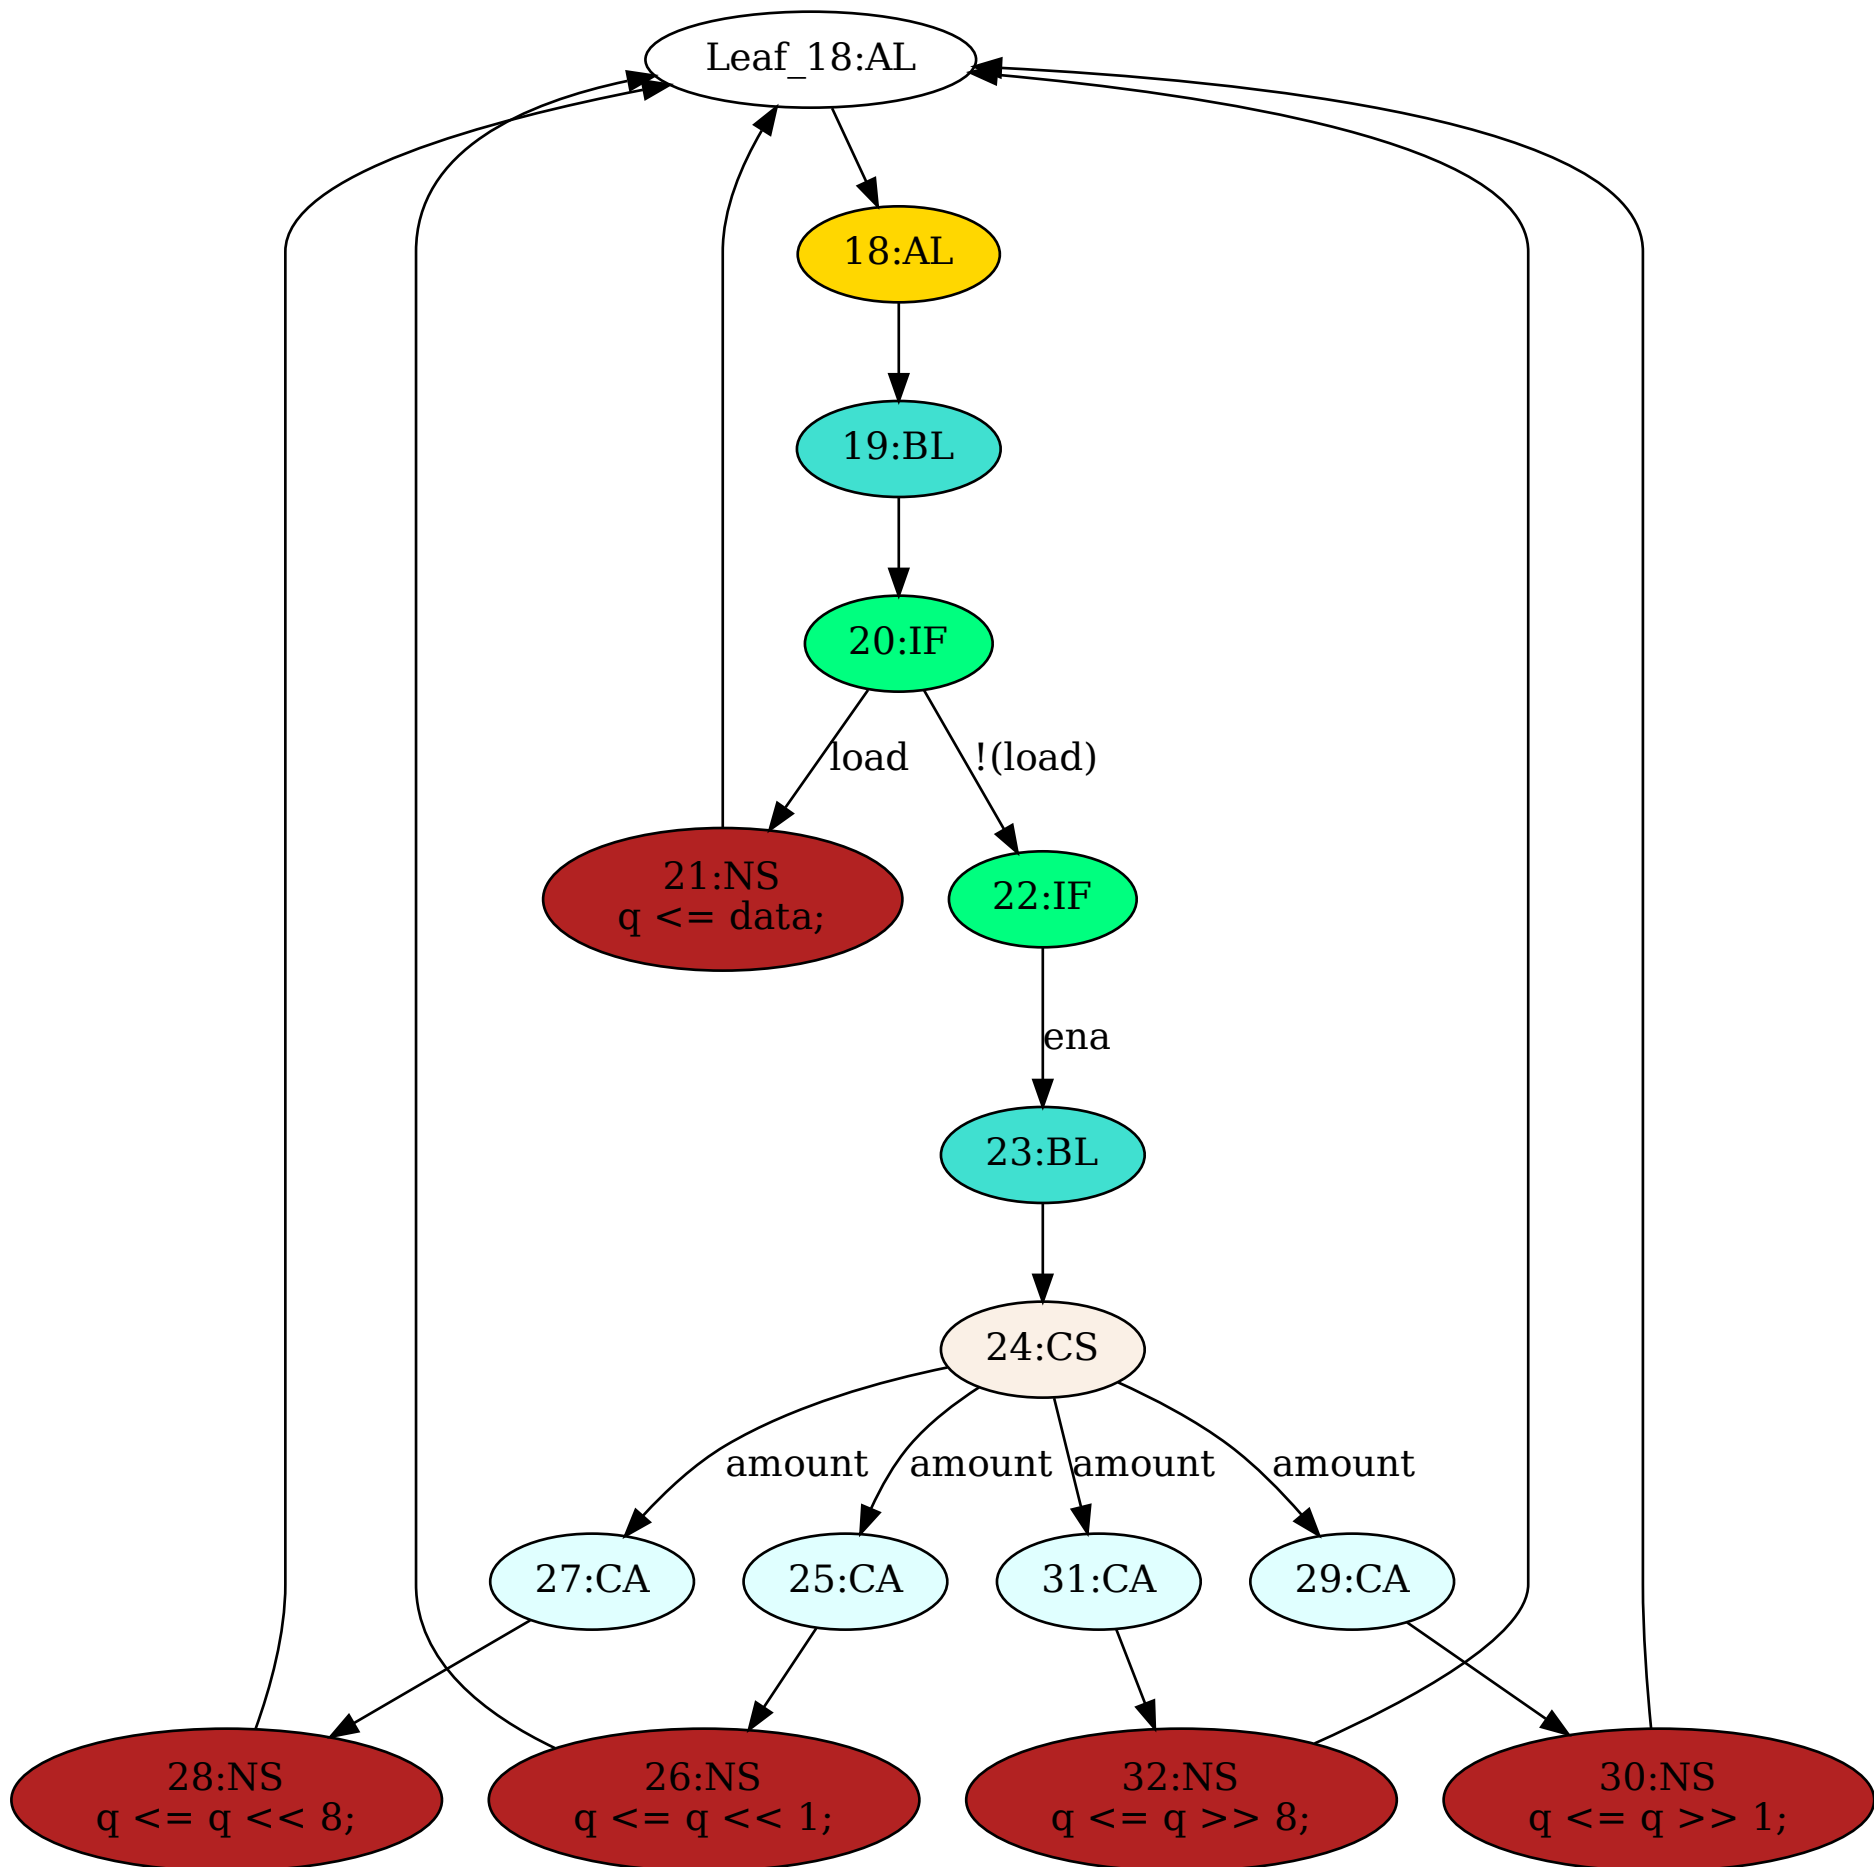 Leaf_18:AL
18:AL
19:BL
20:IF
load
!(load)
21:NS
q <= data;
22:IF
ena
23:BL
24:CS
amount
amount
amount
amount
27:CA
25:CA
31:CA
29:CA
28:NS
q <= q << 8;
26:NS
q <= q << 1;
32:NS
q <= q >> 8;
30:NS
q <= q >> 1;